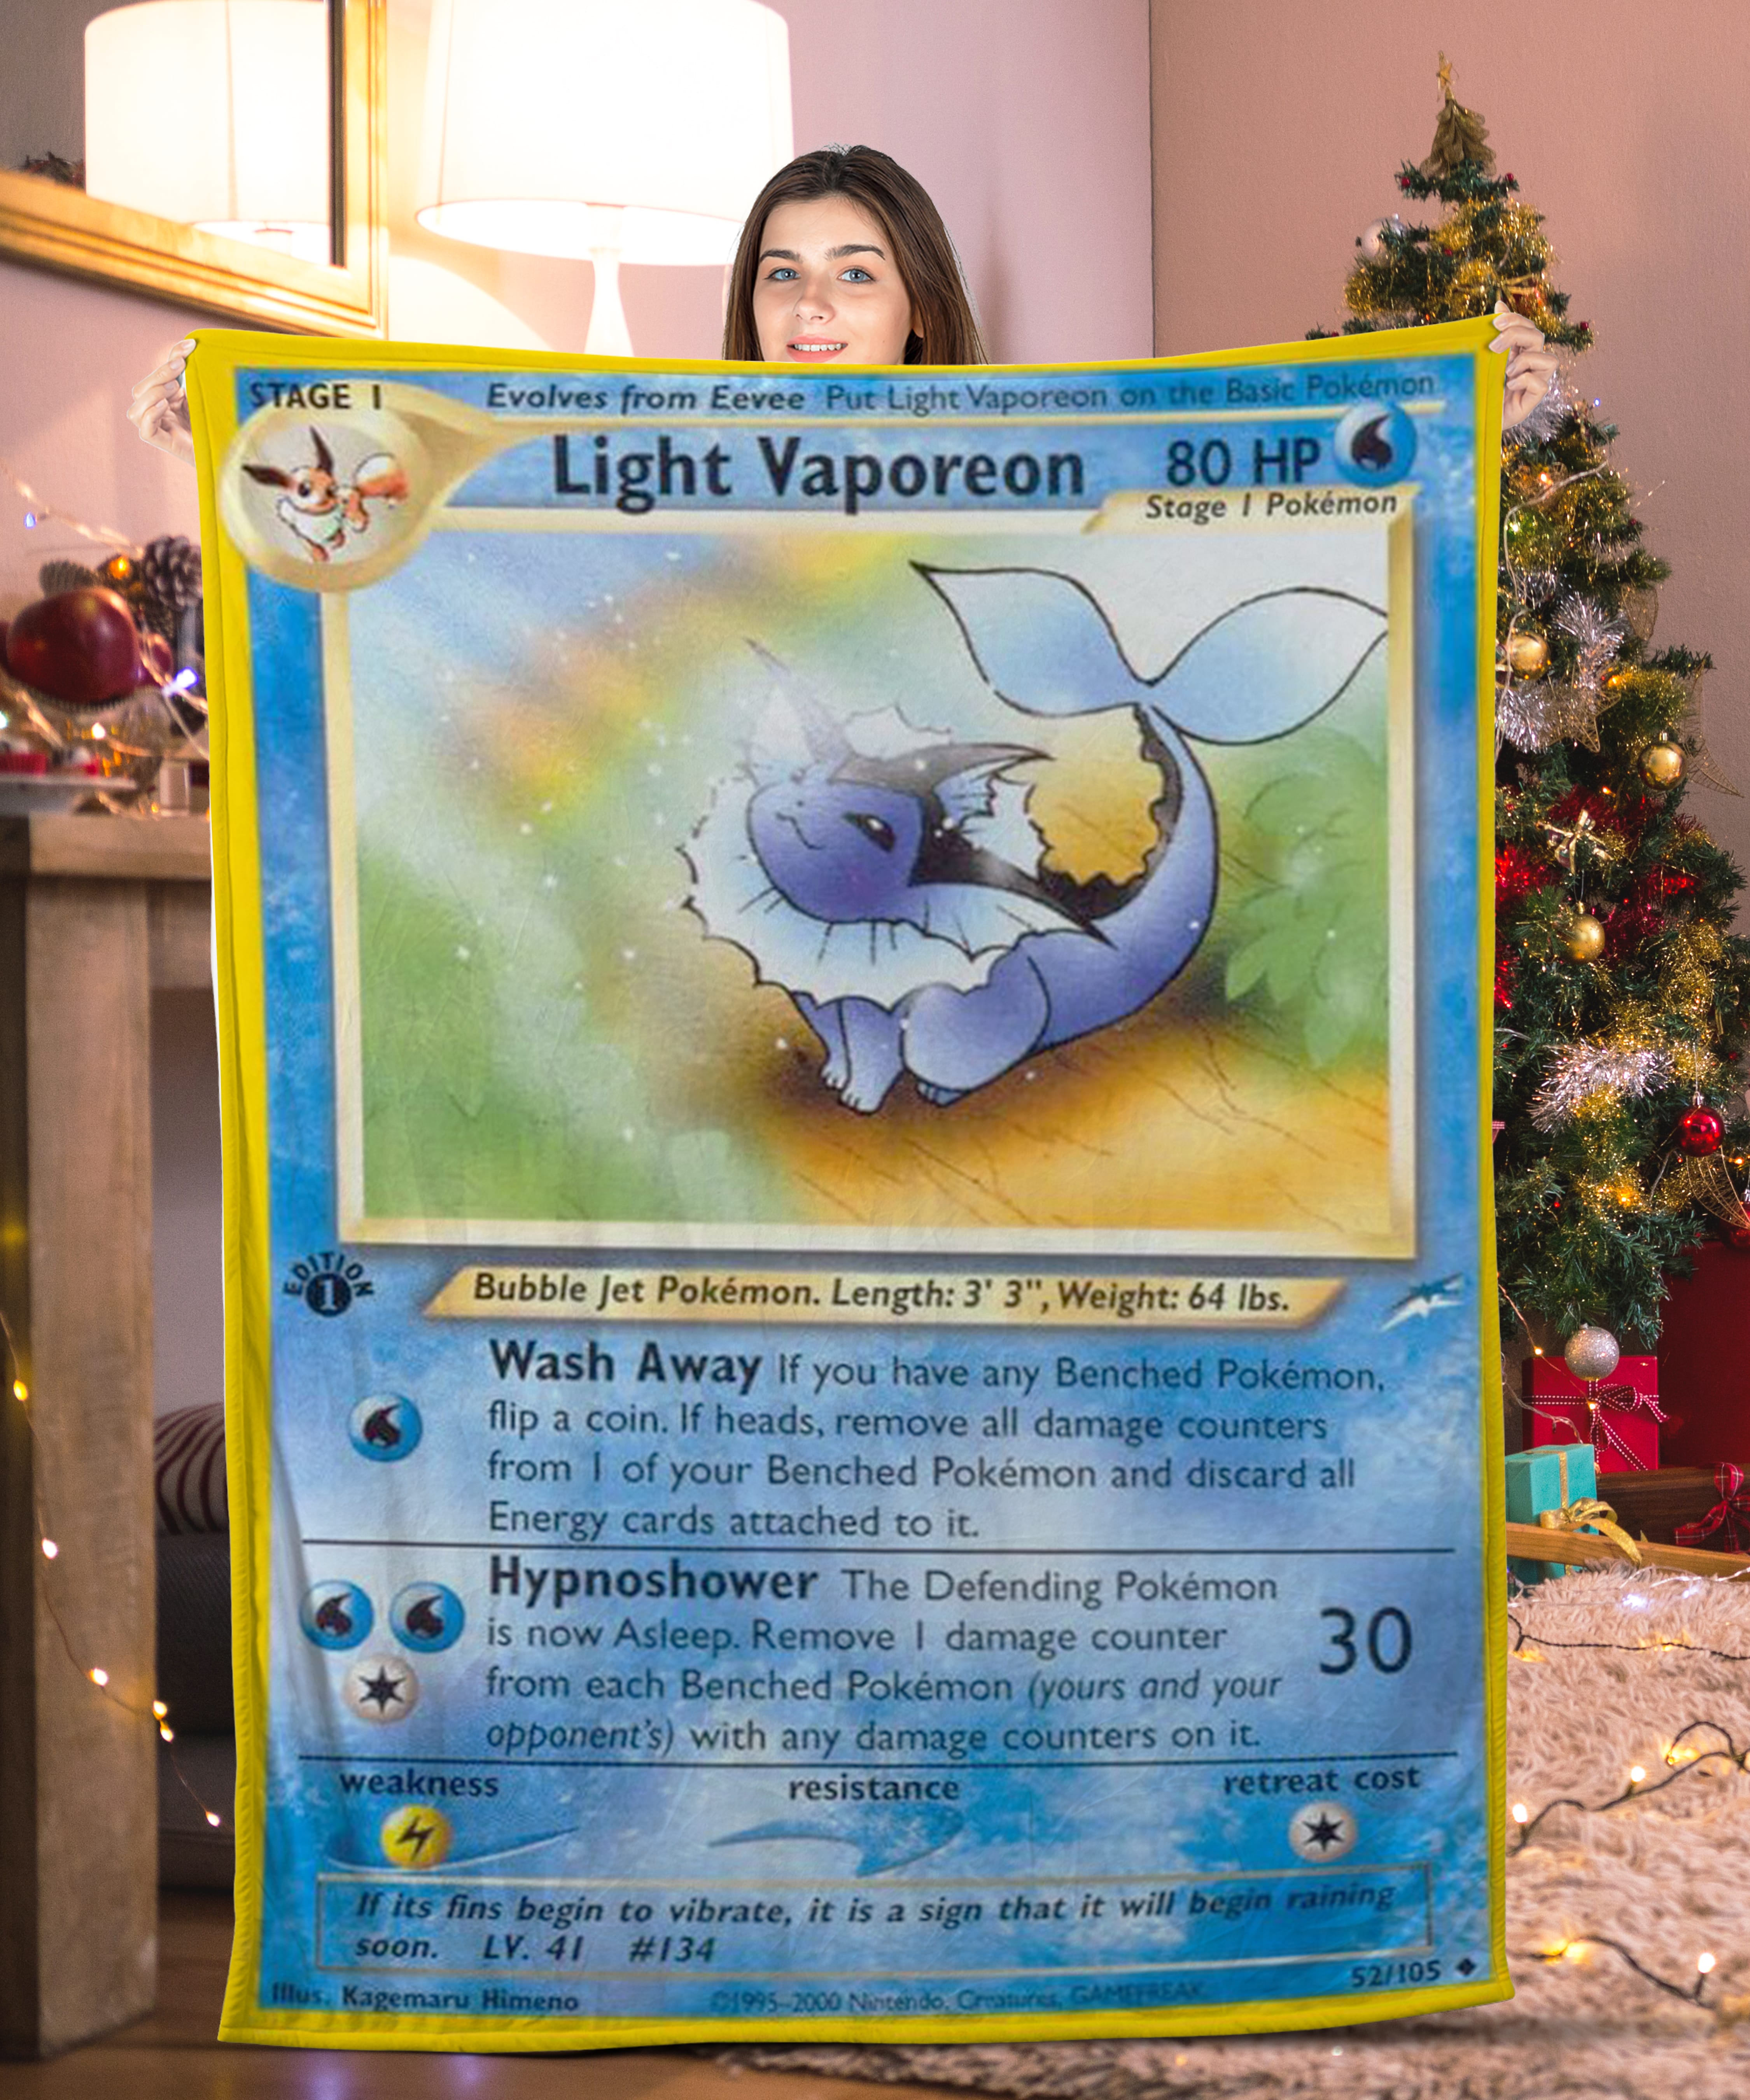 STAGE 1
Evolves from Eevee Put Light Vaporeon on the Basic Pokémon
Light Vaporeon 80 HP
Stage 1 Pokémon
EDITION
1
Bubble Jet Pokémon. Length: 3' 3", Weight: 64 lbs.
Wash Away If you have any Benched Pokémon,
flip a coin. If heads, remove all damage counters
from 1 of your Benched Pokémon and discard all
Energy cards attached to it.
Hypnoshower The Defending Pokémon
is now Asleep. Remove 1 damage counter
from each Benched Pokémon (yours and your
opponent's) with any damage counters on it.
30
weakness resistance retreat cost
If its fins begin to vibrate, it is a sign that it will begin raining
soon. LV. 41 #134
Illus. Kagemaru Himeno ©1995–2000 Nintendo, Creatures, GAMEFREAK
52/105